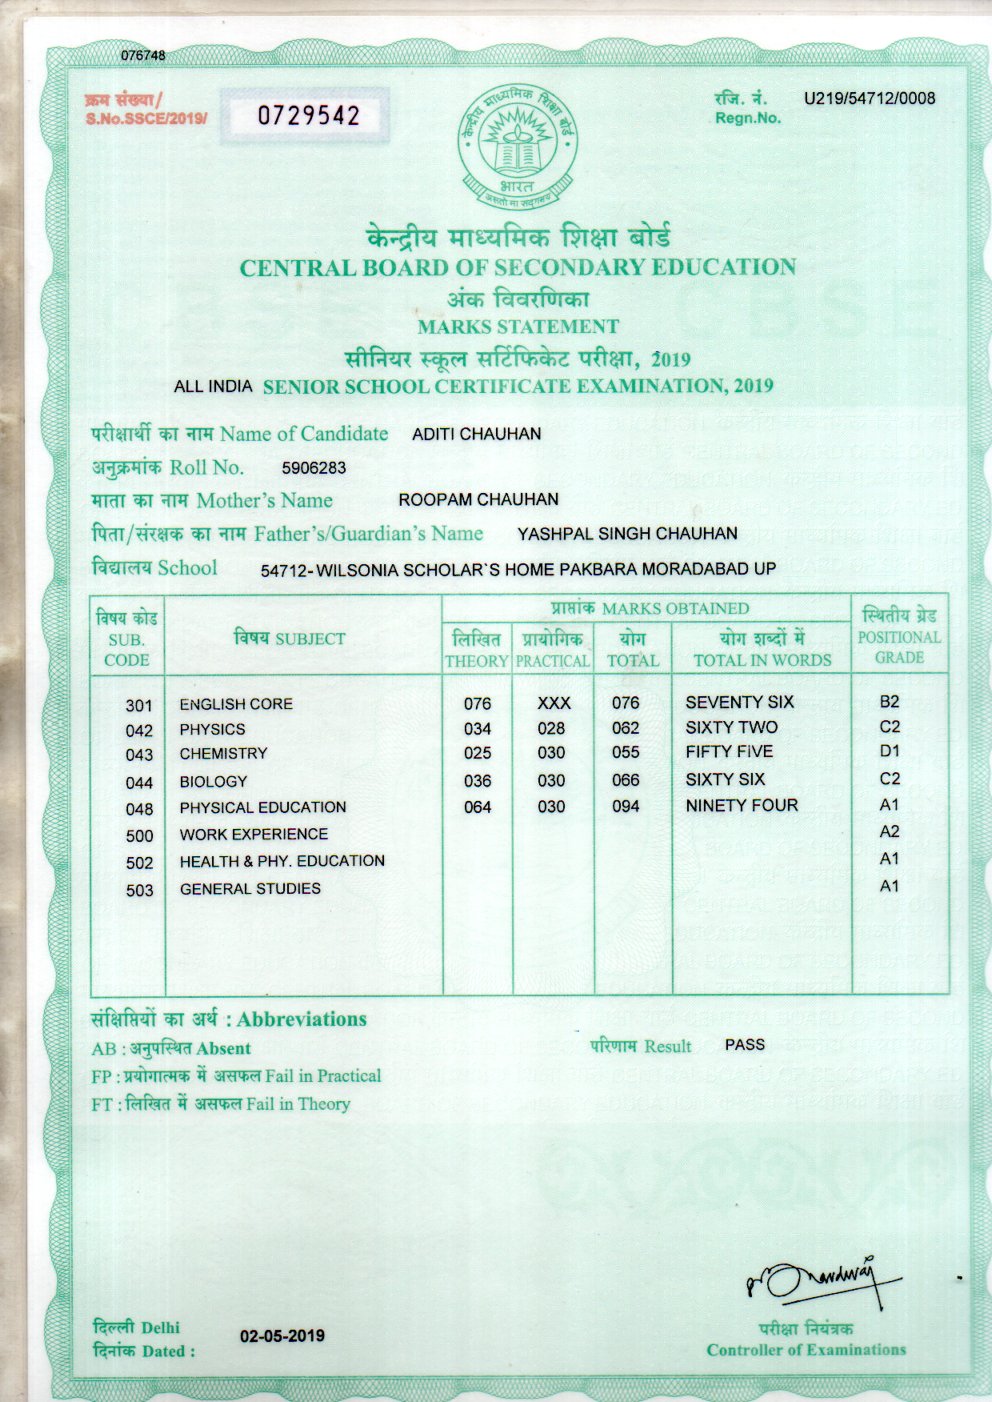 076748
क्रम संख्या/
S.No.SSCE/2019/ 0729542
रजि. नं. U219/54712/0008
Regn.No.
केन्द्रीय माध्यमिक शिक्षा बोर्ड
भारत
असतो मा सद्गमय
केन्द्रीय माध्यमिक शिक्षा बोर्ड
CENTRAL BOARD OF SECONDARY EDUCATION
अंक विवरणिका
MARKS STATEMENT
सीनियर स्कूल सर्टिफिकेट परीक्षा, 2019
ALL INDIA SENIOR SCHOOL CERTIFICATE EXAMINATION, 2019
परीक्षार्थी का नाम Name of Candidate ADITI CHAUHAN
अनुक्रमांक Roll No. 5906283
माता का नाम Mother's Name ROOPAM CHAUHAN
पिता/संरक्षक का नाम Father's/Guardian's Name YASHPAL SINGH CHAUHAN
विद्यालय School 54712-WILSONIA SCHOLAR`S HOME PAKBARA MORADABAD UP
विषय कोड SUB. CODE विषय SUBJECT प्राप्तांक MARKS OBTAINED स्थितीय ग्रेड POSITIONAL GRADE
लिखित THEORY प्रायोगिक PRACTICAL योग TOTAL योग शब्दों में TOTAL IN WORDS
301 ENGLISH CORE 076 XXX 076 SEVENTY SIX B2
042 PHYSICS 034 028 062 SIXTY TWO C2
043 CHEMISTRY 025 030 055 FIFTY FIVE D1
044 BIOLOGY 036 030 066 SIXTY SIX C2
048 PHYSICAL EDUCATION 064 030 094 NINETY FOUR A1
500 WORK EXPERIENCE A2
502 HEALTH & PHY. EDUCATION A1
503 GENERAL STUDIES A1
संक्षिप्तियों का अर्थ : Abbreviations
AB : अनुपस्थित Absent
परिणाम Result PASS
FP : प्रयोगात्मक में असफल Fail in Practical
FT : लिखित में असफल Fail in Theory
दिल्ली Delhi
दिनांक Dated : 02-05-2019
परीक्षा नियंत्रक
Controller of Examinations